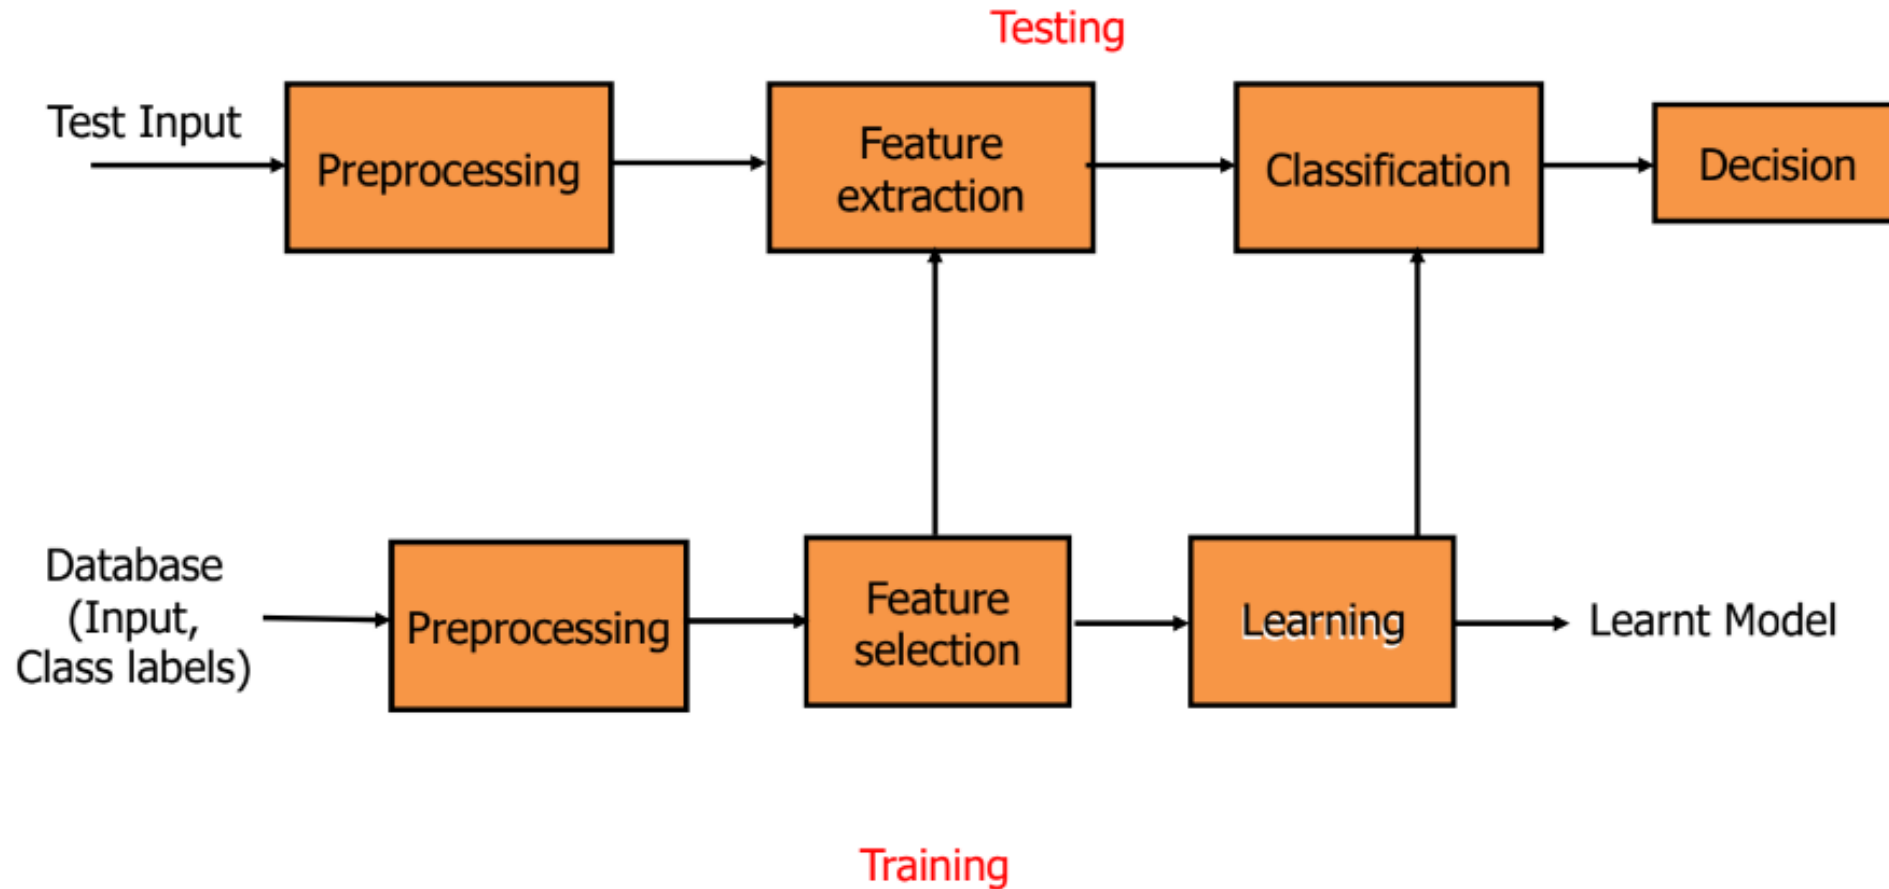 Testing
Test Input
Preprocessing
Feature
extraction
Classification
Decision
Database
(Input,
Class labels)
Preprocessing
Feature
selection
Learning
Learnt Model
Training